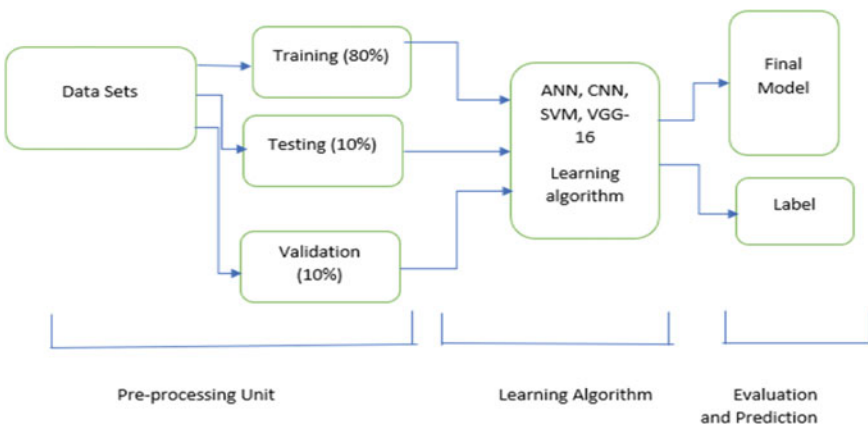 Data Sets
Training (80%)
Testing (10%)
Validation
(10%)
ANN, CNN,
SVM, VGG-
16
Learning
algorithm
Final
Model
Label
Pre-processing Unit
Learning Algorithm
Evaluation
and Prediction